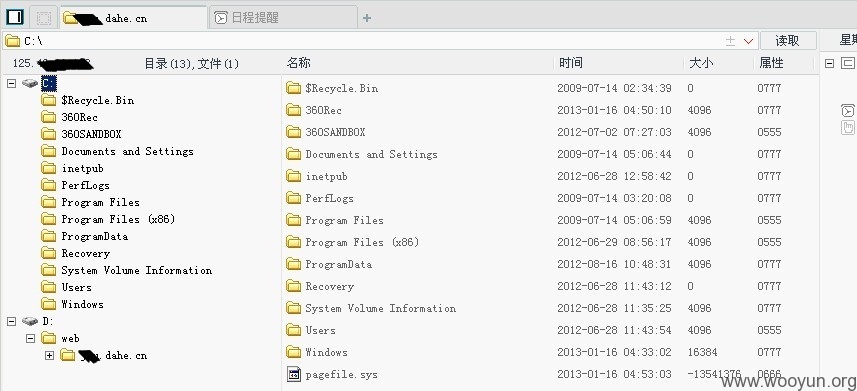 dahe.cn 日程提醒
C:\ 读取 星期
125. 目录(13),文件(1) 名称 时间 大小 属性
C:
$Recycle.Bin
360Rec
360SANDBOX
Documents and Settings
inetpub
PerfLogs
Program Files
Program Files (x86)
ProgramData
Recovery
System Volume Information
Users
Windows
D:
web
dahe.cn
$Recycle.Bin 2009-07-14 02:34:39 0 0777
360Rec 2013-01-16 04:50:10 4096 0777
360SANDBOX 2012-07-02 07:27:03 4096 0555
Documents and Settings 2009-07-14 05:06:44 0 0777
inetpub 2012-06-28 12:58:42 0 0777
PerfLogs 2009-07-14 03:20:08 0 0777
Program Files 2009-07-14 05:06:59 4096 0555
Program Files (x86) 2012-06-29 08:56:17 4096 0555
ProgramData 2012-08-16 10:48:31 4096 0777
Recovery 2012-06-28 11:43:12 0 0777
System Volume Information 2012-06-28 11:35:25 4096 0777
Users 2012-06-28 11:43:54 4096 0555
Windows 2013-01-16 04:33:02 16384 0777
pagefile.sys 2013-01-16 04:53:03 -13541376 0666
www.wooyun.org